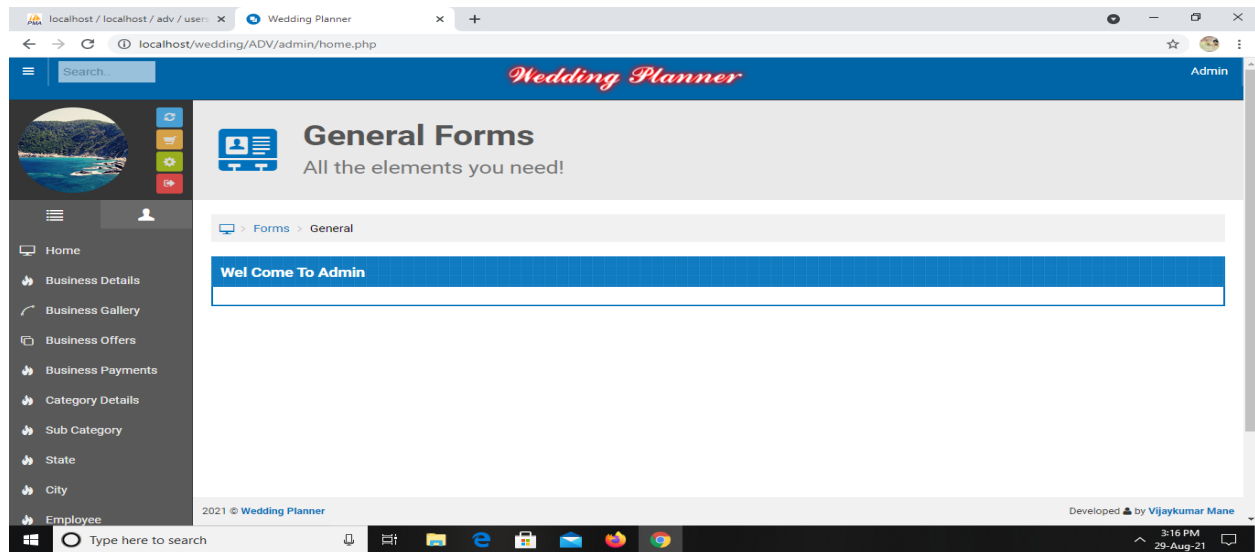 localhost / localhost / adv / users
Wedding Planner
localhost/wedding/ADV/admin/home.php
Search..
Wedding Planner
Admin
General Forms
All the elements you need!
> Forms > General
Home
Wel Come To Admin
Business Details
Business Gallery
Business Offers
Business Payments
Category Details
Sub Category
State
City
Employee
2021 © Wedding Planner
Developed by Vijaykumar Mane
Type here to search
3:16 PM
29-Aug-21